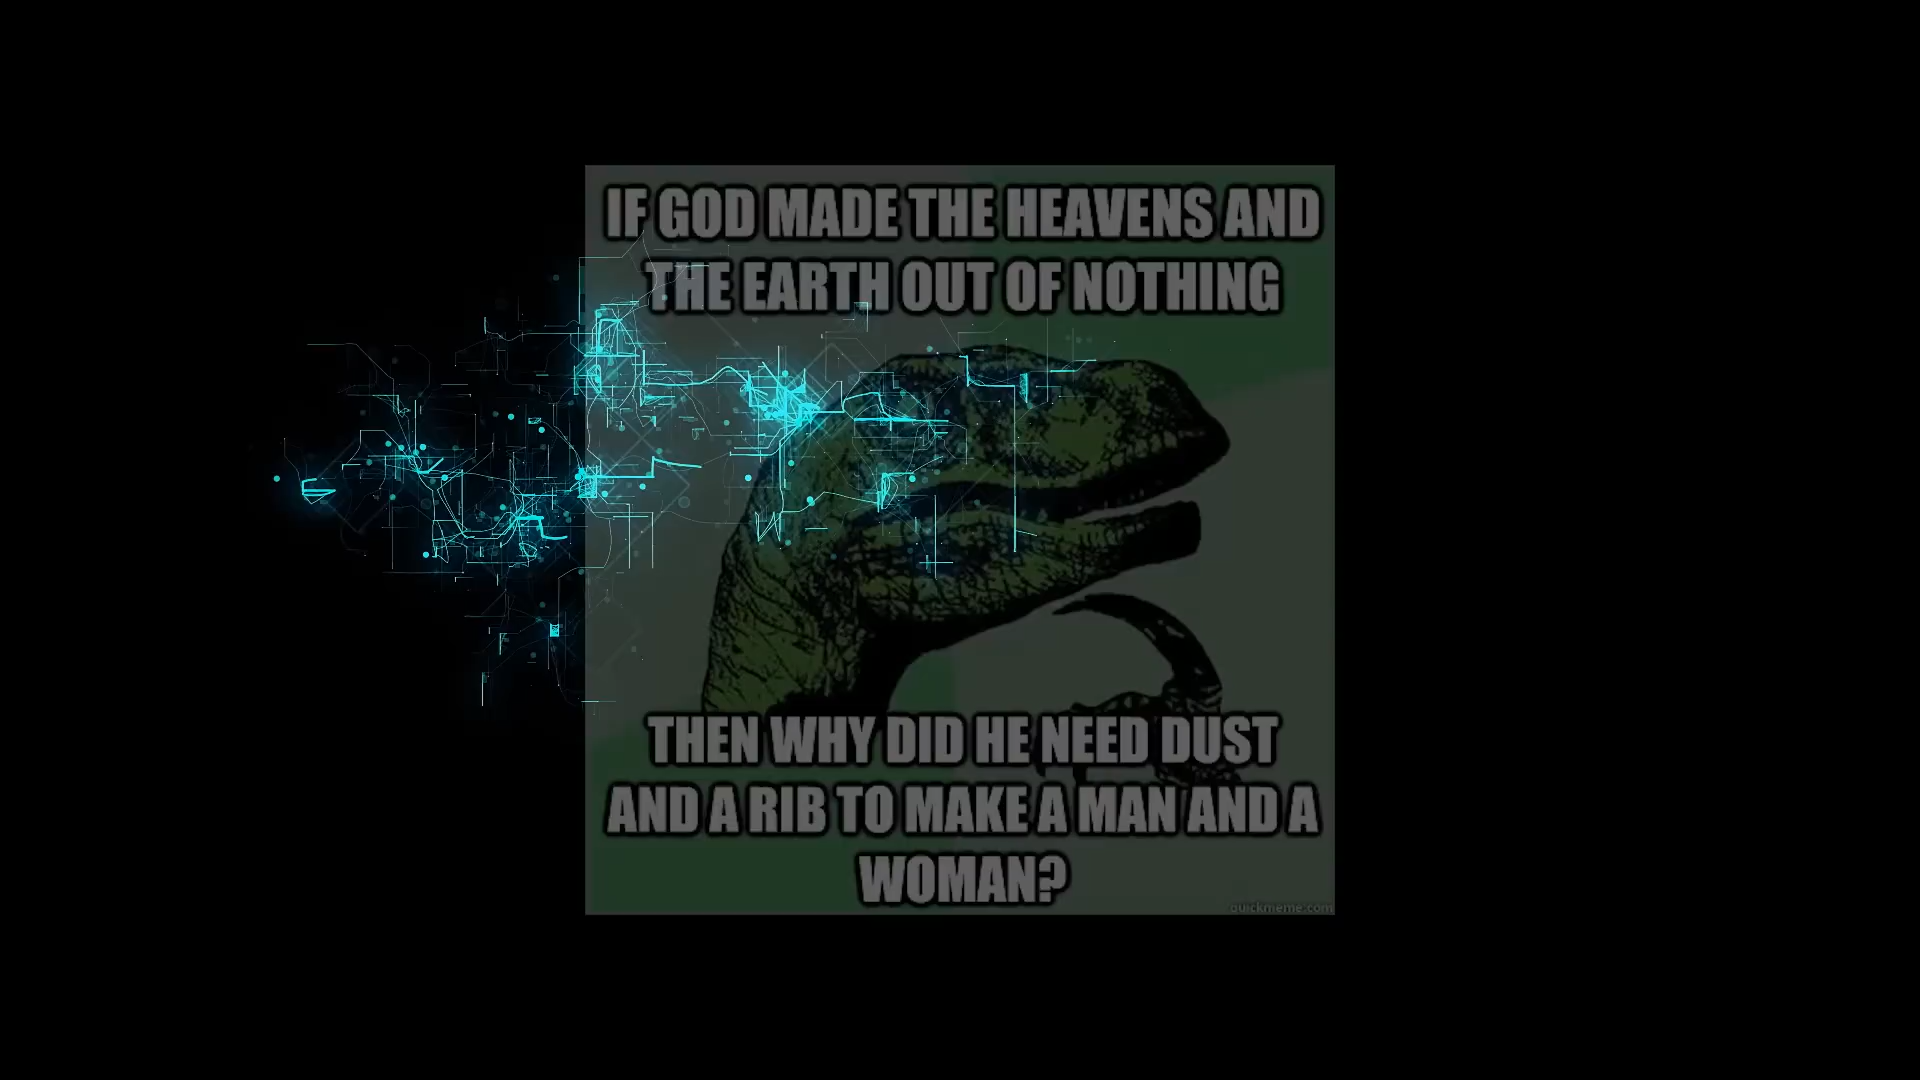 IF GOD MADE THE HEAVENS AND
THE EARTH OUT OF NOTHING
THEN WHY DID HE NEED DUST
AND A RIB TO MAKE A MAN AND A
WOMAN?
quickmeme.com